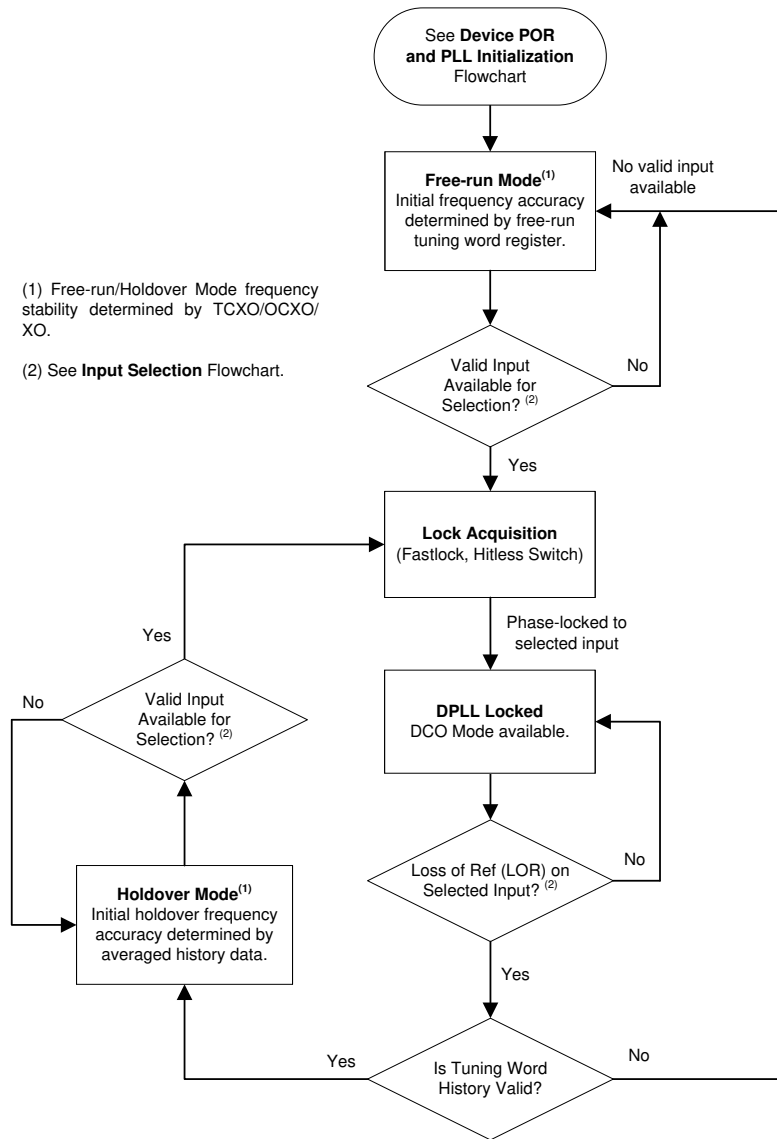 See Device POR
and PLL Initialization
Flowchart
No valid input
available
Free-run Mode(1)
Initial frequency accuracy
determined by free-run
tuning word register.
(1) Free-run/Holdover Mode frequency
stability determined by TCXO/OCXO/
XO.
(2) See Input Selection Flowchart.
Valid Input
Available for
Selection? (2)
No
Yes
Lock Acquisition
(Fastlock, Hitless Switch)
Phase-locked to
selected input
Yes
No
Valid Input
Available for
Selection? (2)
DPLL Locked
DCO Mode available.
Loss of Ref (LOR) on
Selected Input? (2)
No
Holdover Mode(1)
Initial holdover frequency
accuracy determined by
averaged history data.
Yes
Yes
Is Tuning Word
History Valid?
No